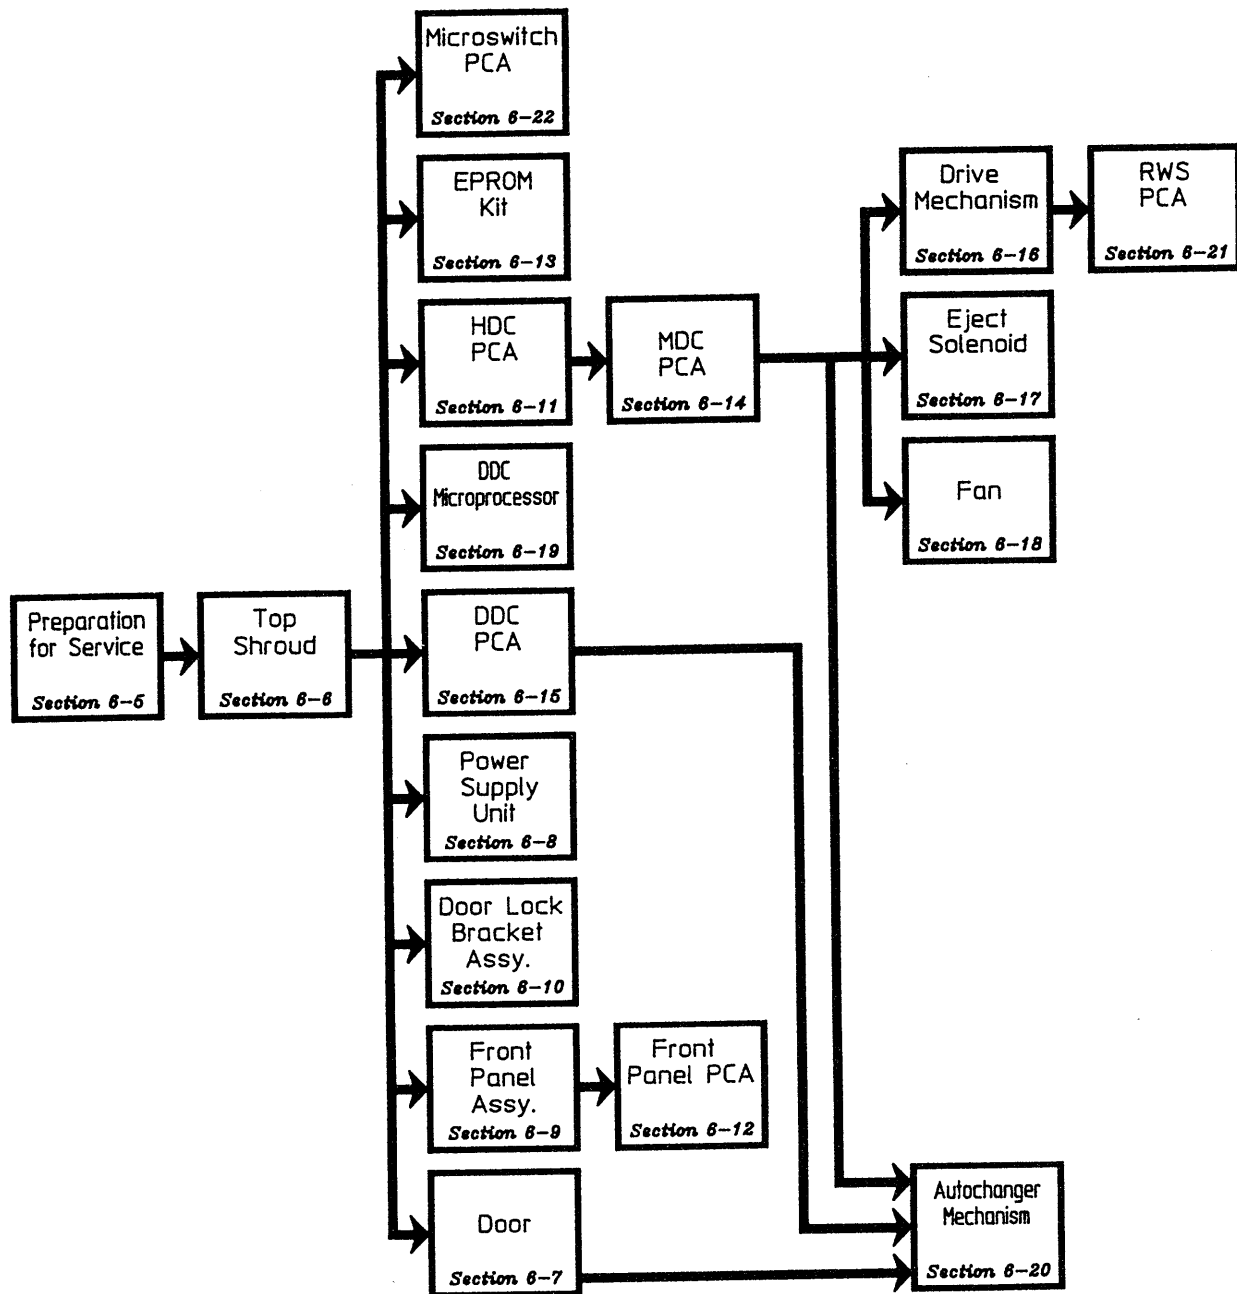 Microswitch
PCA
Section 6-22
EPROM
Kit
Section 6-13
HDC
PCA
Section 6-11
MDC
PCA
Section 6-14
Drive
Mechanism
Section 6-16
RWS
PCA
Section 6-21
Eject
Solenoid
Section 6-17
Fan
Section 6-18
DDC
Microprocessor
Section 6-19
Preparation
for Service
Section 6-5
Top
Shroud
Section 6-6
DDC
PCA
Section 6-15
Power
Supply
Unit
Section 6-8
Door Lock
Bracket
Assy.
Section 6-10
Front
Panel
Assy.
Section 6-9
Front
Panel PCA
Section 6-12
Door
Section 6-7
Autochanger
Mechanism
Section 6-20